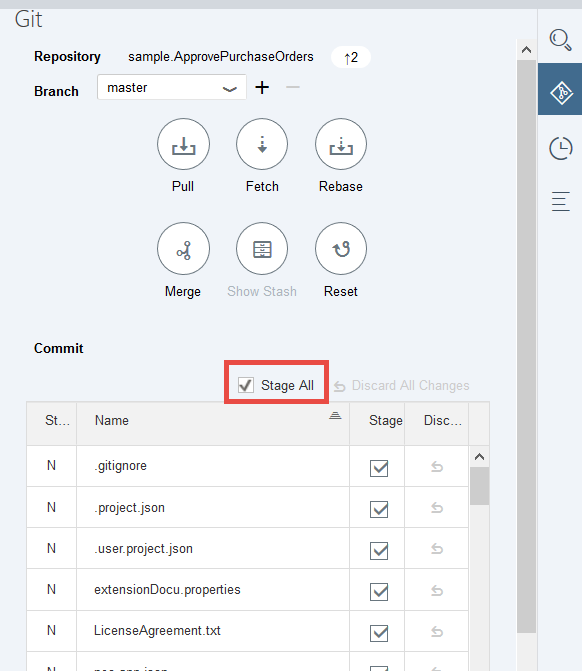 Git
Repository sample.ApprovePurchaseOrders ↑2
Branch master + −
Pull Fetch Rebase
Merge Show Stash Reset
Commit
Stage All Discard All Changes
St... Name Stage Disc...
N .gitignore
N .project.json
N .user.project.json
N extensionDocu.properties
N LicenseAgreement.txt